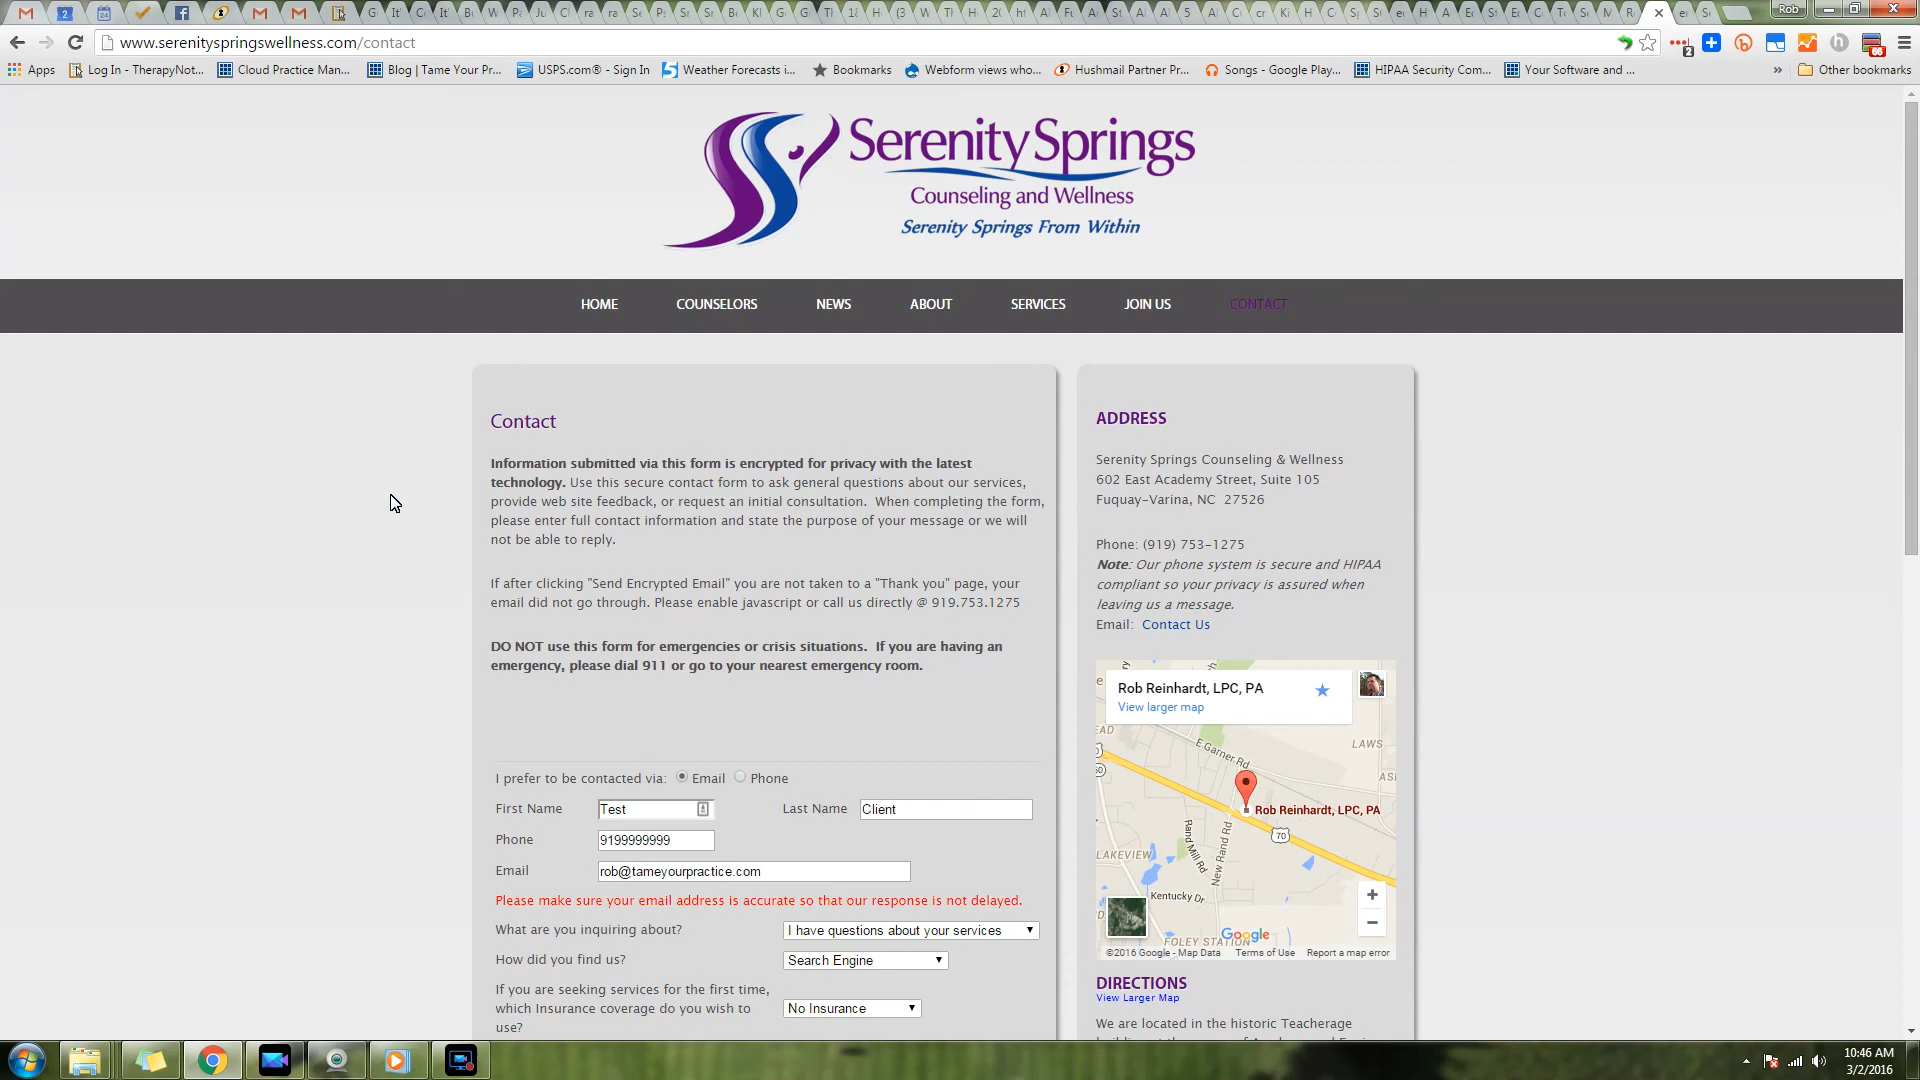 Rob
www.serenityspringswellness.com/contact
Apps
Log In - TherapyNot...
Cloud Practice Man...
Blog | Tame Your Pr...
USPS.com® - Sign In
Weather Forecasts i...
Bookmarks
Webform views who...
Hushmail Partner Pr...
Songs - Google Play...
HIPAA Security Com...
Your Software and ...
»
Other bookmarks
Serenity Springs
Counseling and Wellness
Serenity Springs From Within
HOME
COUNSELORS
NEWS
ABOUT
SERVICES
JOIN US
CONTACT
Contact
Information submitted via this form is encrypted for privacy with the latest
technology. Use this secure contact form to ask general questions about our services,
provide web site feedback, or request an initial consultation. When completing the form,
please enter full contact information and state the purpose of your message or we will
not be able to reply.
If after clicking "Send Encrypted Email" you are not taken to a "Thank you" page, your
email did not go through. Please enable javascript or call us directly @ 919.753.1275
DO NOT use this form for emergencies or crisis situations. If you are having an
emergency, please dial 911 or go to your nearest emergency room.
I prefer to be contacted via: Email Phone
First Name Test Last Name Client
Phone 9199999999
Email rob@tameyourpractice.com
Please make sure your email address is accurate so that our response is not delayed.
What are you inquiring about? I have questions about your services
How did you find us? Search Engine
If you are seeking services for the first time,
which Insurance coverage do you wish to No Insurance
use?
ADDRESS
Serenity Springs Counseling & Wellness
602 East Academy Street, Suite 105
Fuquay-Varina, NC 27526
Phone: (919) 753-1275
Note: Our phone system is secure and HIPAA
compliant so your privacy is assured when
leaving us a message.
Email: Contact Us
Rob Reinhardt, LPC, PA
View larger map
E Garner Rd
LAWS
Rob Reinhardt, LPC, PA
70
Rand Mill Rd
New Rand Rd
LAKEVIEW
Kentucky Dr
FOLEY STATION
Google
©2016 Google - Map Data
Terms of Use
Report a map error
DIRECTIONS
View Larger Map
We are located in the historic Teacherage
10:46 AM
3/2/2016